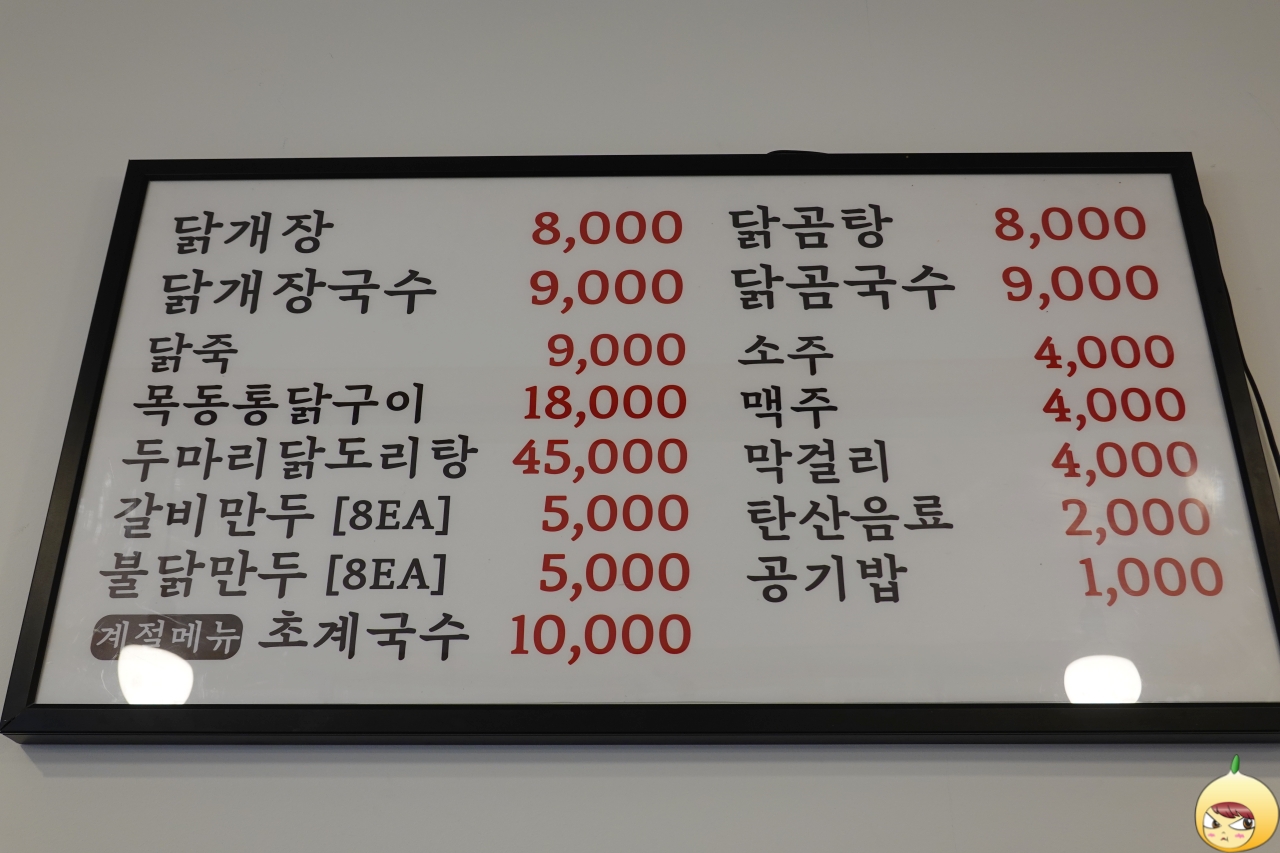 닭개장 8,000
닭개장국수 9,000
닭죽 9,000
목동통닭구이 18,000
두마리닭도리탕 45,000
갈비만두 [8EA] 5,000
불닭만두 [8EA] 5,000
계절메뉴 초계국수 10,000
닭곰탕 8,000
닭곰국수 9,000
소주 4,000
맥주 4,000
막걸리 4,000
탄산음료 2,000
공기밥 1,000